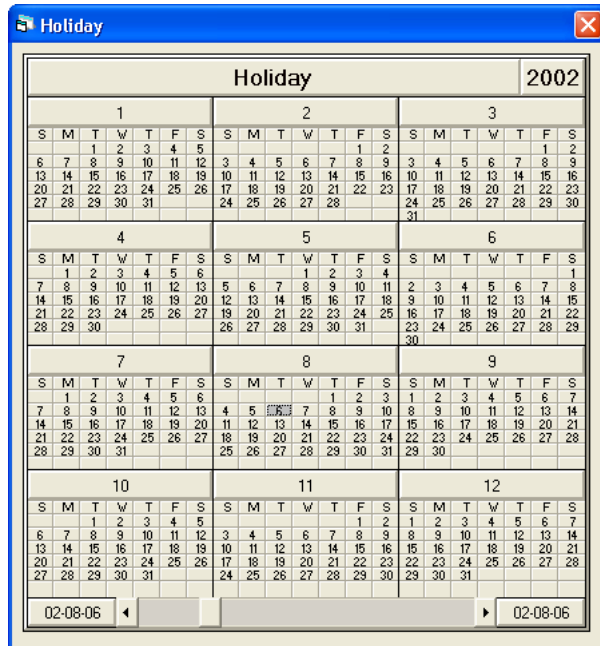 Holiday
Holiday 2002
1
S M T W T F S
1 2 3 4 5
6 7 8 9 10 11 12
13 14 15 16 17 18 19
20 21 22 23 24 25 26
27 28 29 30 31
2
S M T W T F S
1 2
3 4 5 6 7 8 9
10 11 12 13 14 15 16
17 18 19 20 21 22 23
24 25 26 27 28
3
S M T W T F S
1 2
3 4 5 6 7 8 9
10 11 12 13 14 15 16
17 18 19 20 21 22 23
24 25 26 27 28 29 30
31
4
S M T W T F S
1 2 3 4 5 6
7 8 9 10 11 12 13
14 15 16 17 18 19 20
21 22 23 24 25 26 27
28 29 30
5
S M T W T F S
1 2 3 4
5 6 7 8 9 10 11
12 13 14 15 16 17 18
19 20 21 22 23 24 25
26 27 28 29 30 31
6
S M T W T F S
1
2 3 4 5 6 7 8
9 10 11 12 13 14 15
16 17 18 19 20 21 22
23 24 25 26 27 28 29
30
7
S M T W T F S
1 2 3 4 5 6
7 8 9 10 11 12 13
14 15 16 17 18 19 20
21 22 23 24 25 26 27
28 29 30 31
8
S M T W T F S
1 2 3
4 5 6 7 8 9 10
11 12 13 14 15 16 17
18 19 20 21 22 23 24
25 26 27 28 29 30 31
9
S M T W T F S
1 2 3 4 5 6 7
8 9 10 11 12 13 14
15 16 17 18 19 20 21
22 23 24 25 26 27 28
29 30
10
S M T W T F S
1 2 3 4 5
6 7 8 9 10 11 12
13 14 15 16 17 18 19
20 21 22 23 24 25 26
27 28 29 30 31
11
S M T W T F S
1 2
3 4 5 6 7 8 9
10 11 12 13 14 15 16
17 18 19 20 21 22 23
24 25 26 27 28 29 30
12
S M T W T F S
1 2 3 4 5 6 7
8 9 10 11 12 13 14
15 16 17 18 19 20 21
22 23 24 25 26 27 28
29 30 31
02-08-06 02-08-06